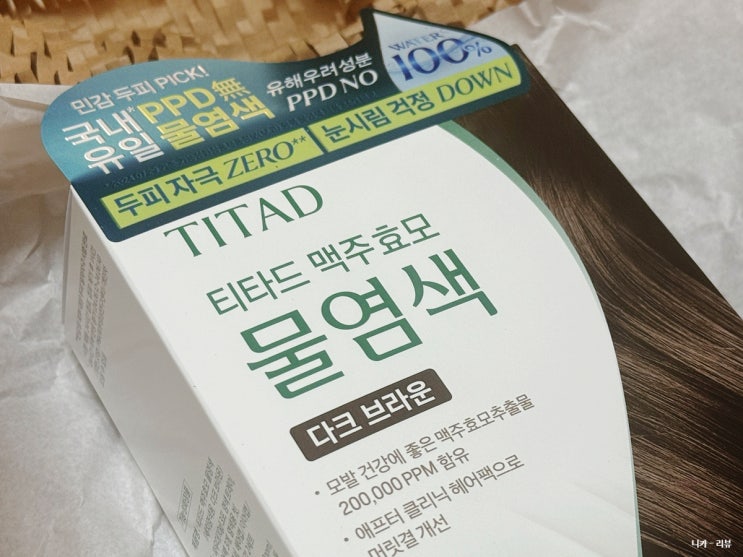 민감 두피 PICK!
국내* PPD無
유일 물염색
유해우려성분
PPD NO
WATER
100%
두피자극 ZERO**
눈시림 걱정 DOWN
TITAD
티타드 맥주효모
물염색
다크 브라운
• 모발 건강에 좋은 맥주효모추출물
200,000PPM 함유
• 애프터 클리닉 헤어팩으로
머릿결 개선
니카-리뷰